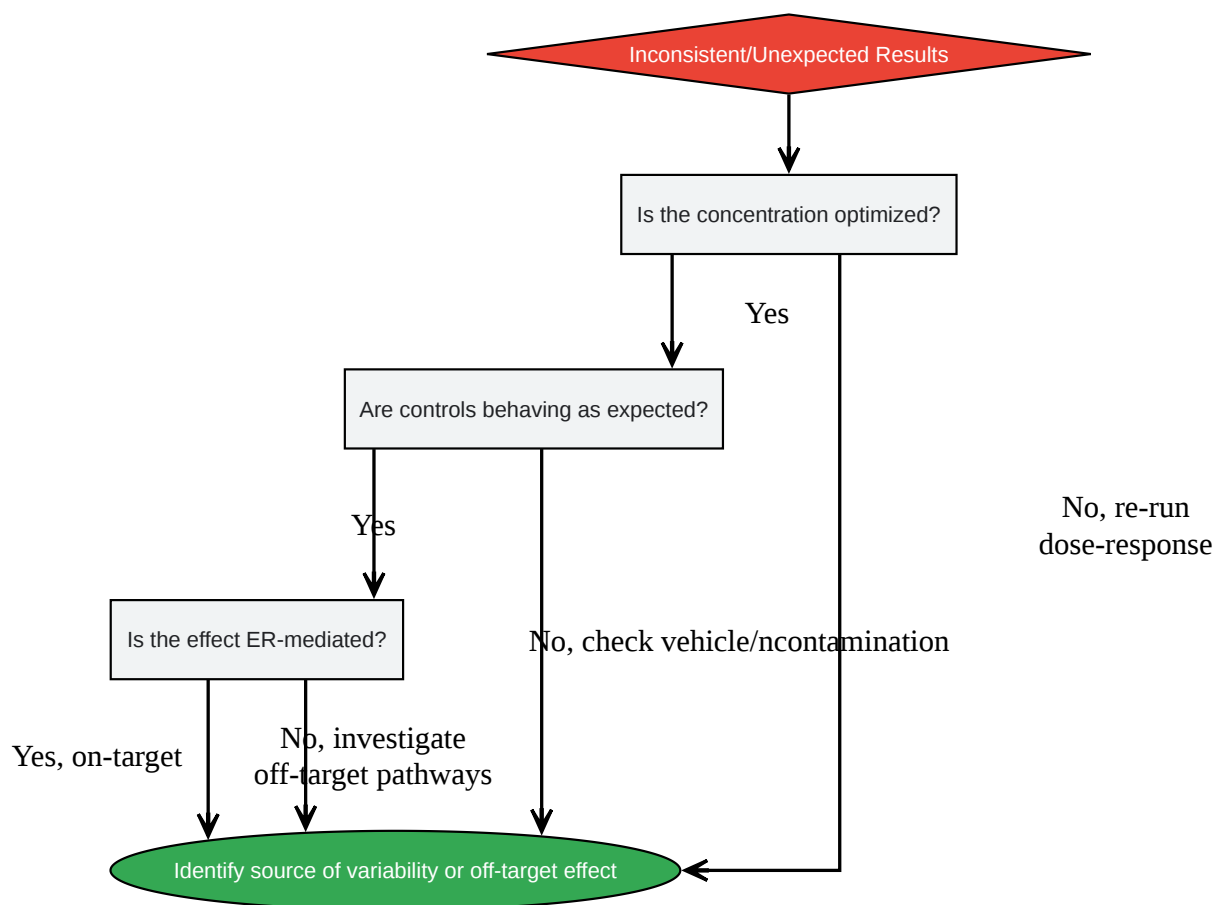 Inconsistent/Unexpected Results
Is the concentration optimized?
Yes
Are controls behaving as expected?
No, re-run
dose-response
Yes
Is the effect ER-mediated?
No, check vehicle/ncontamination
Yes, on-target
No, investigate
off-target pathways
Identify source of variability or off-target effect